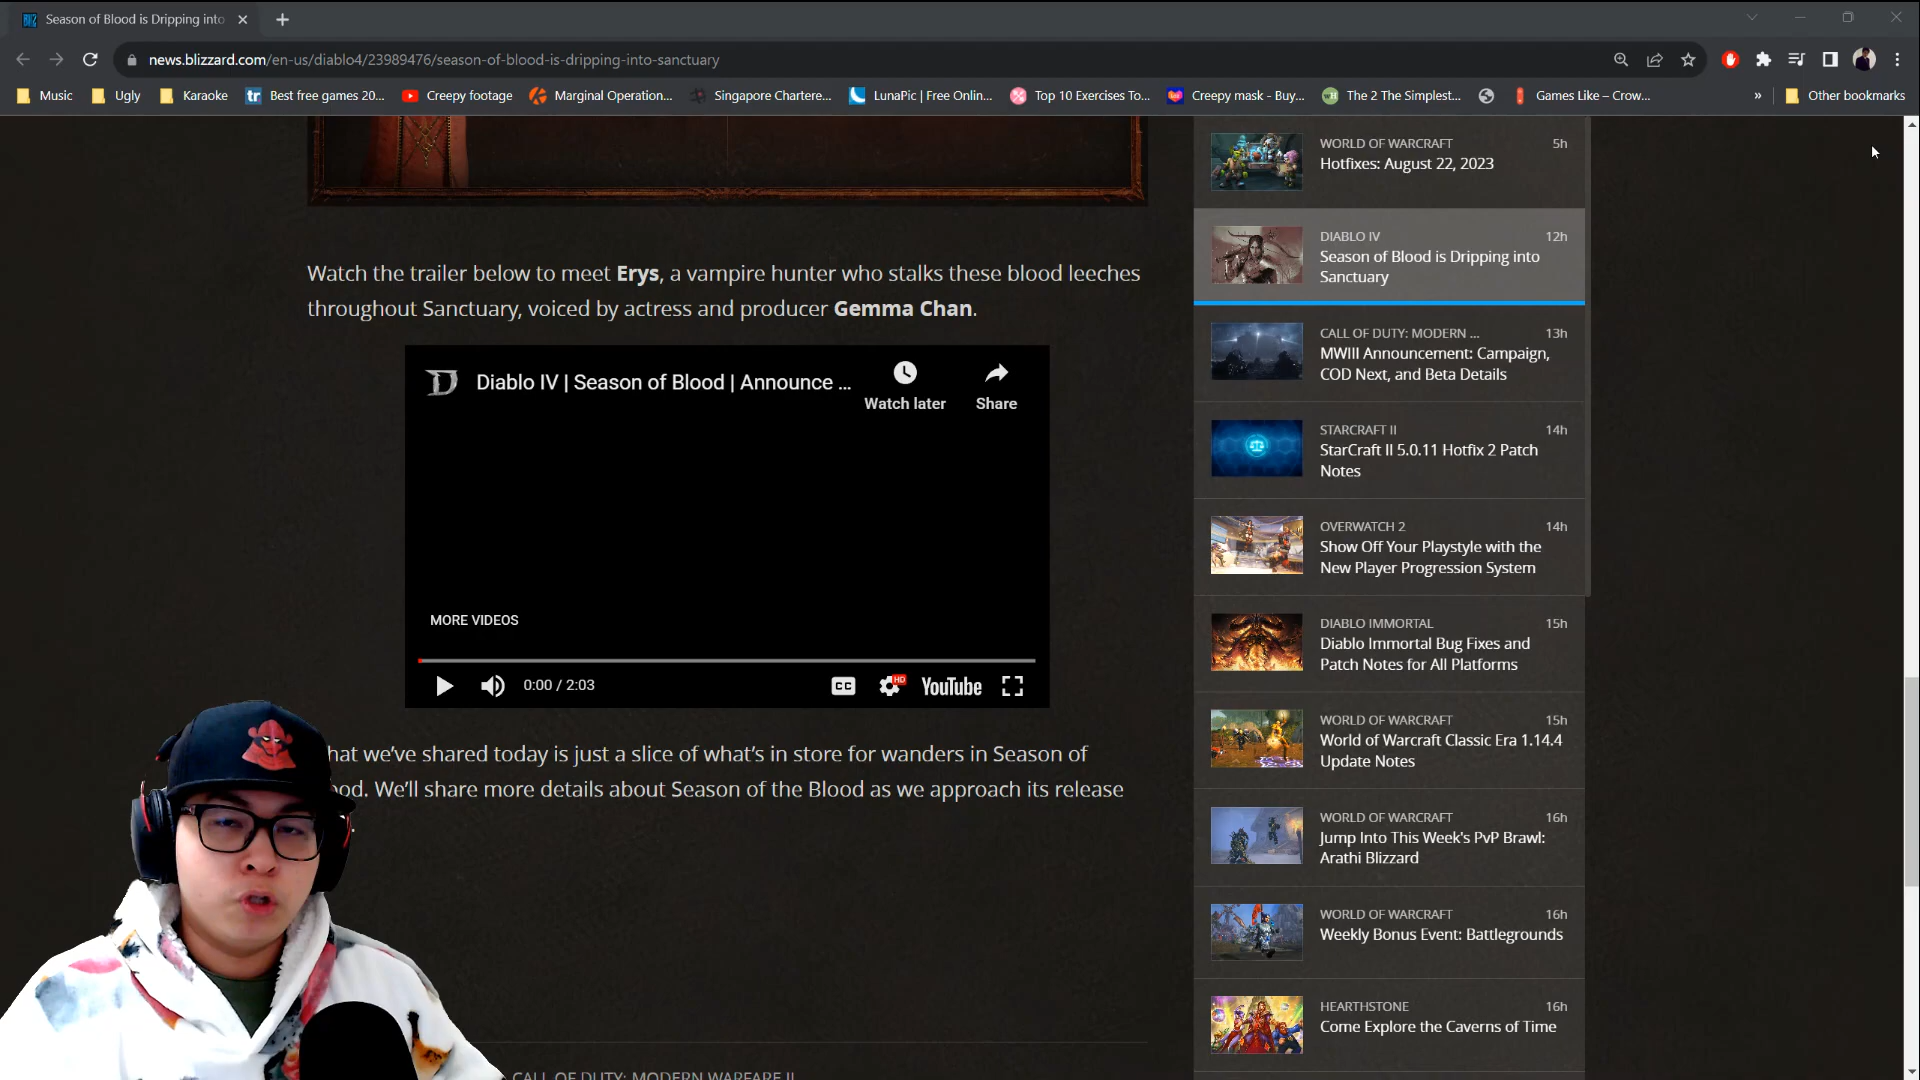 Season of Blood is Dripping into
news.blizzard.com/en-us/diablo4/23989476/season-of-blood-is-dripping-into-sanctuary
Music
Ugly
Karaoke
tr Best free games 20...
Creepy footage
Marginal Operation...
Singapore Chartere...
LunaPic | Free Onlin...
Top 10 Exercises To...
Creepy mask - Buy...
The 2 The Simplest...
Games Like – Crow...
»
Other bookmarks
Watch the trailer below to meet Erys, a vampire hunter who stalks these blood leeches
throughout Sanctuary, voiced by actress and producer Gemma Chan.
Diablo IV | Season of Blood | Announce ...
Watch later
Share
MORE VIDEOS
0:00 / 2:03
CC
HD
YouTube
hat we've shared today is just a slice of what's in store for wanders in Season of
ood. We'll share more details about Season of the Blood as we approach its release
CALL OF DUTY: MODERN WARFARE II
WORLD OF WARCRAFT 5h
Hotfixes: August 22, 2023
DIABLO IV 12h
Season of Blood is Dripping into
Sanctuary
CALL OF DUTY: MODERN ... 13h
MWIII Announcement: Campaign,
COD Next, and Beta Details
STARCRAFT II 14h
StarCraft II 5.0.11 Hotfix 2 Patch
Notes
OVERWATCH 2 14h
Show Off Your Playstyle with the
New Player Progression System
DIABLO IMMORTAL 15h
Diablo Immortal Bug Fixes and
Patch Notes for All Platforms
WORLD OF WARCRAFT 15h
World of Warcraft Classic Era 1.14.4
Update Notes
WORLD OF WARCRAFT 16h
Jump Into This Week's PvP Brawl:
Arathi Blizzard
WORLD OF WARCRAFT 16h
Weekly Bonus Event: Battlegrounds
HEARTHSTONE 16h
Come Explore the Caverns of Time